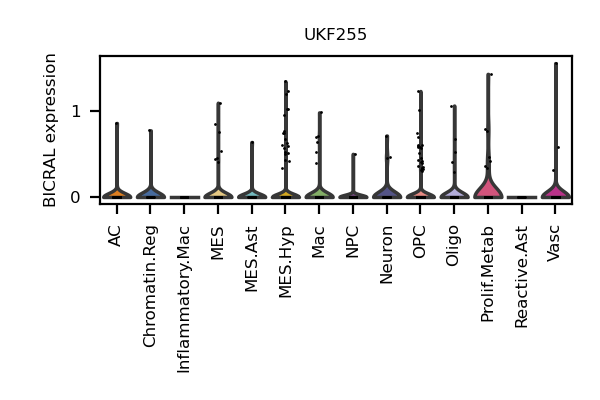 UKF255
BICRAL expression
1
0
AC
Chromatin.Reg
Inflammatory.Mac
MES
MES.Ast
MES.Hyp
Mac
NPC
Neuron
OPC
Oligo
Prolif.Metab
Reactive.Ast
Vasc